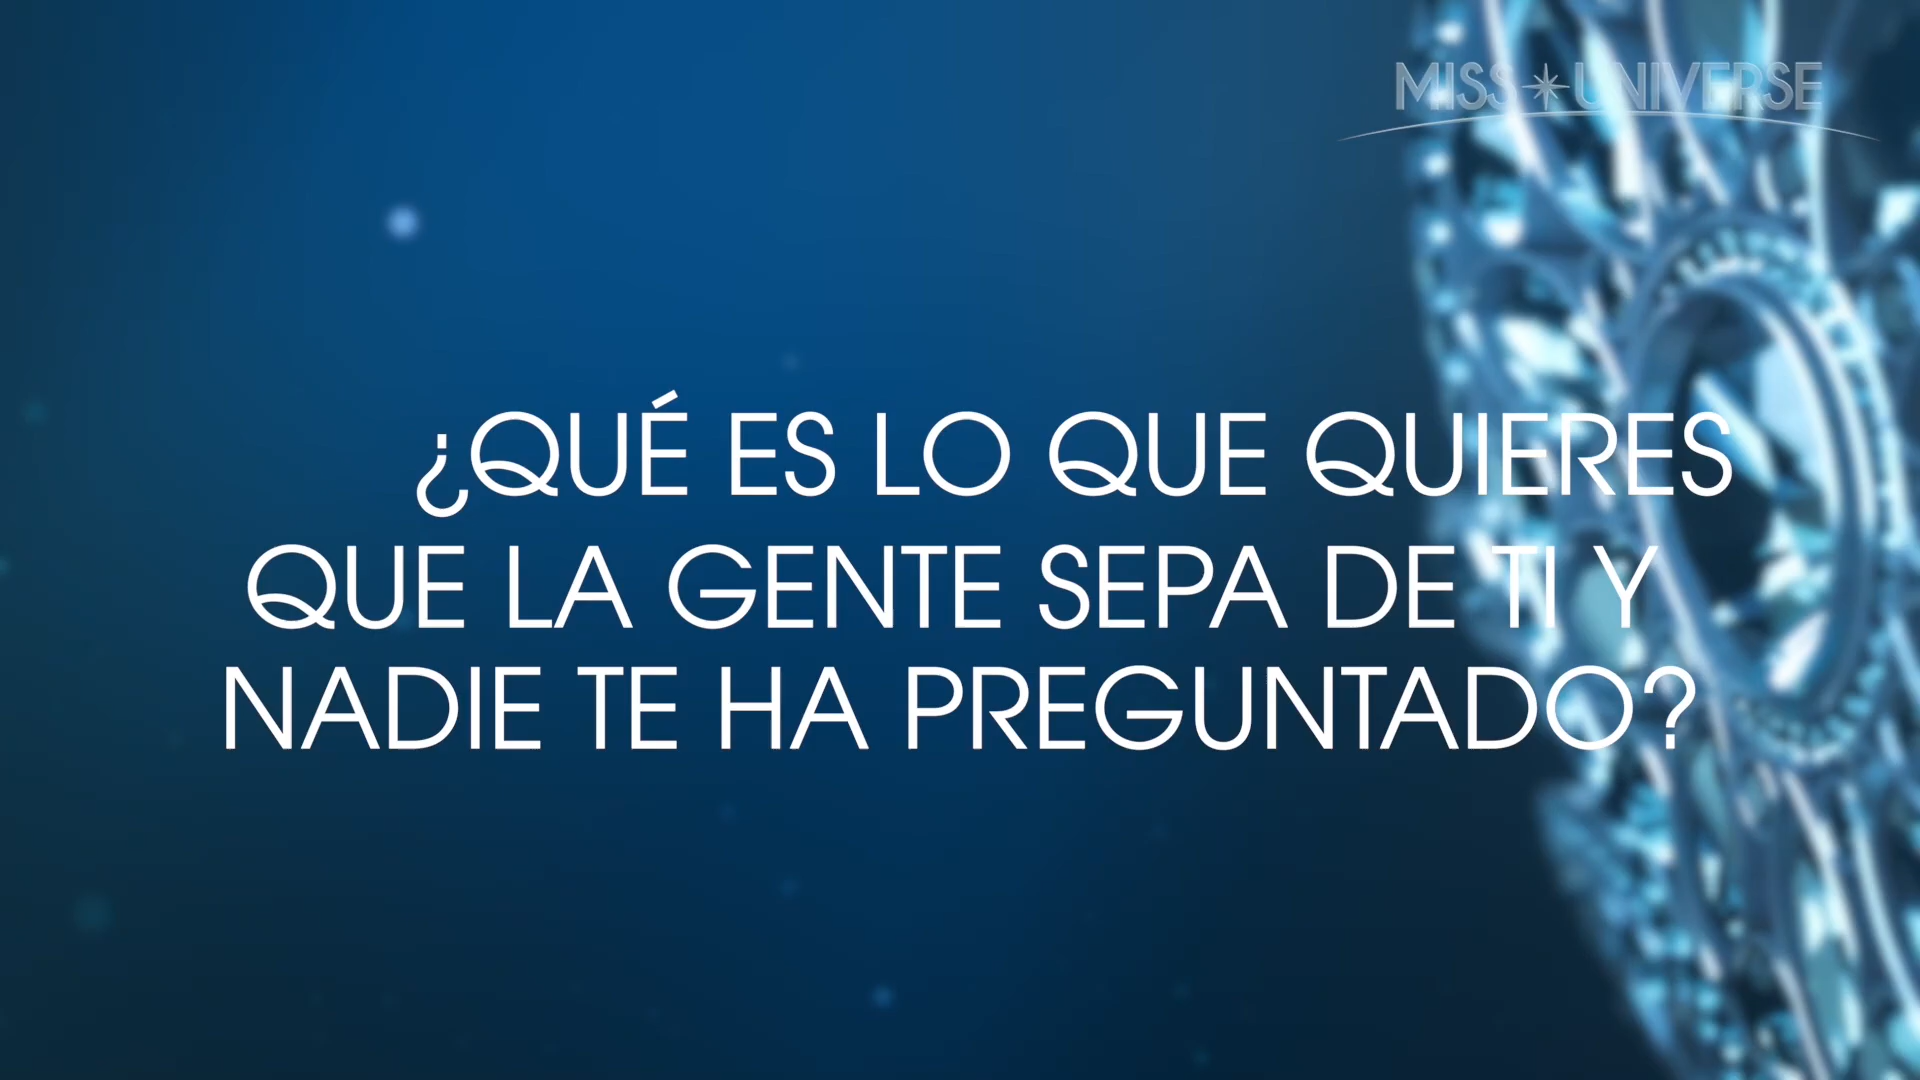 MISS UNIVERSE
¿QUÉ ES LO QUE QUIERES
QUE LA GENTE SEPA DE TI Y
NADIE TE HA PREGUNTADO?